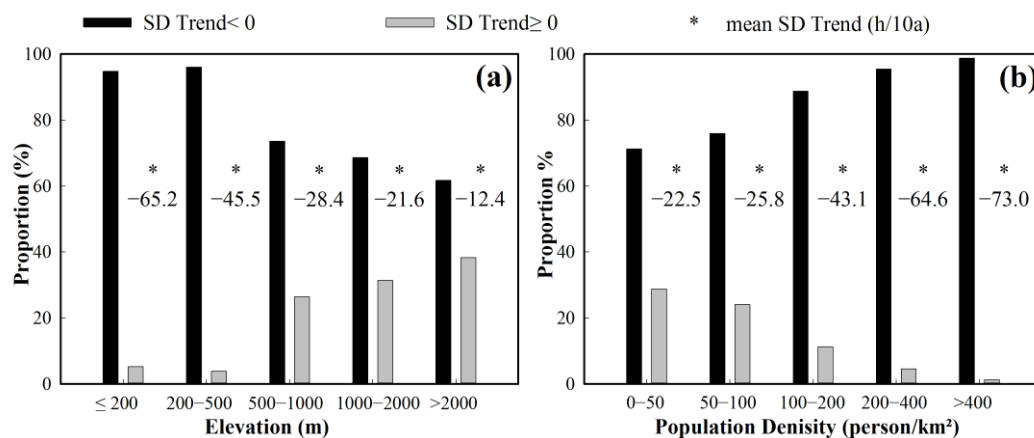 SD Trend< 0 SD Trend≥ 0 * mean SD Trend (h/10a)
(a)
Proportion (%)
100
80
60
40
20
0
* * * * *
−65.2 −45.5 −28.4 −21.6 −12.4
≤ 200 200−500 500−1000 1000−2000 >2000
Elevation (m)
(b)
Proportion %
100
80
60
40
20
0
* * * * *
−22.5 −25.8 −43.1 −64.6 −73.0
0−50 50−100 100−200 200−400 >400
Population Denisity (person/km²)